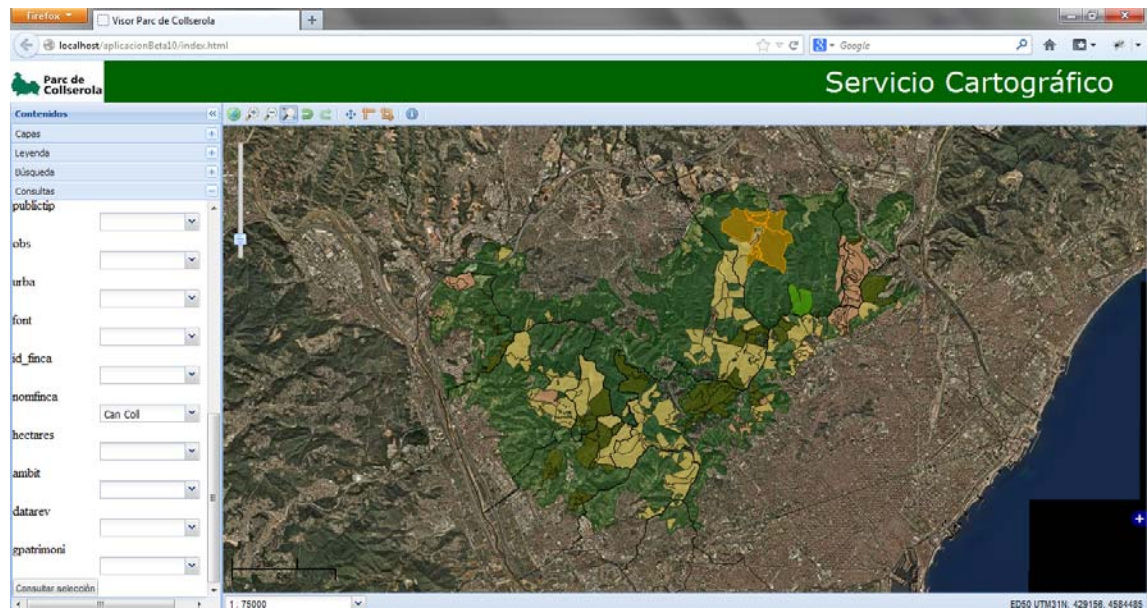 Firefox
Visor Parc de Collserola
localhost/aplicacionBeta10/index.html
Google
Parc de
Collserola
Servicio Cartográfico
Contenidos
Capas
Leyenda
Búsqueda
Consultas
publictip
obs
urba
font
id_finca
nomfinca
Can Coll
hectares
ambit
datarev
gpatrimoni
Consultar selección
1 : 75000
ED50 UTM31N: 429156, 4584485